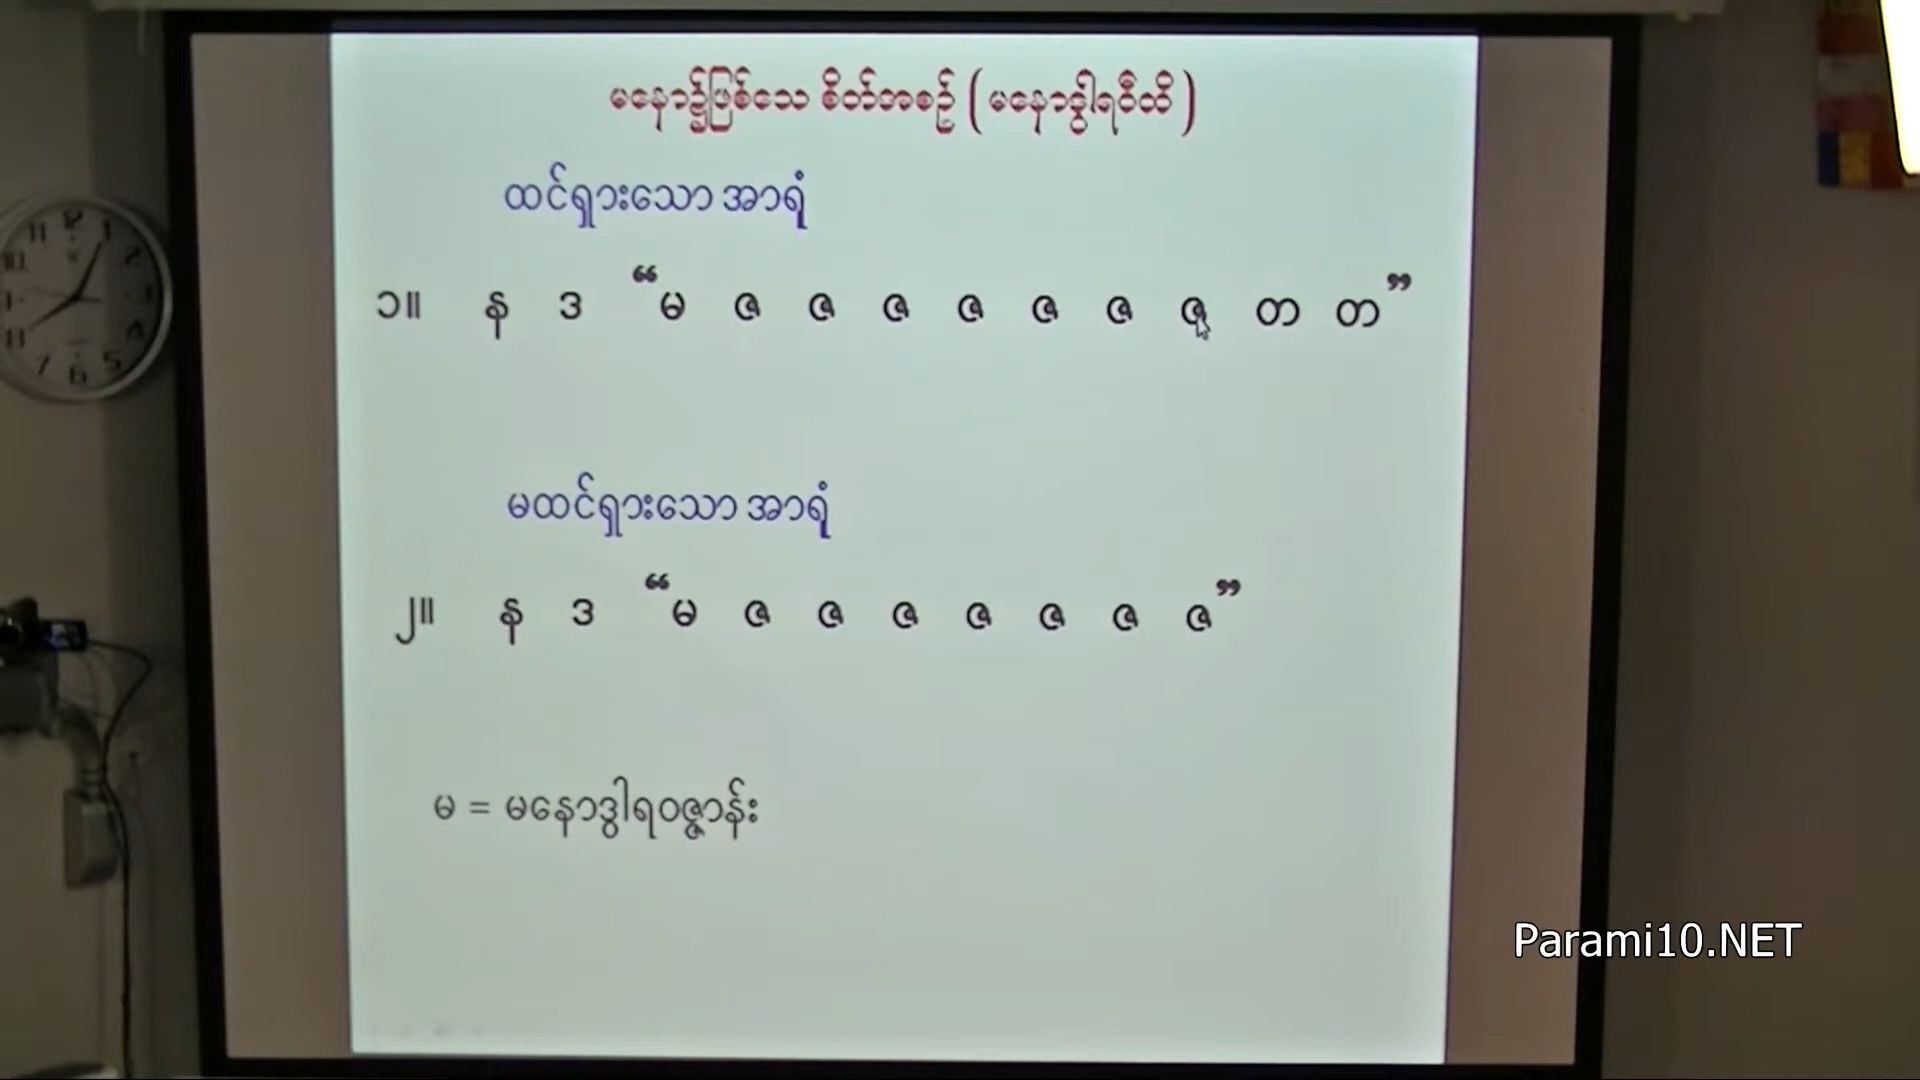 မနော၌ဖြစ်သော စိတ်အစဉ် ( မနောဒွါရဝီထိ )
ထင်ရှားသော အာရုံ
၁။ န ဒ “မ ဇ ဇ ဇ ဇ ဇ ဇ ဇ တ တ”
မထင်ရှားသော အာရုံ
၂။ န ဒ “မ ဇ ဇ ဇ ဇ ဇ ဇ ဇ”
မ = မနောဒွါရဝဇ္ဇာန်း
Parami10.NET